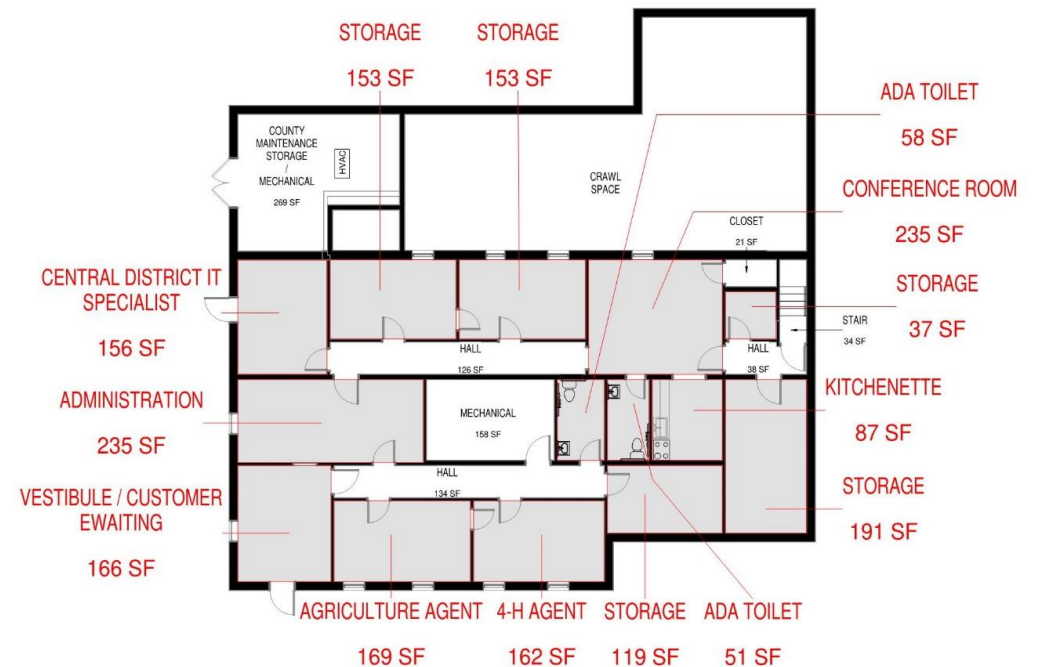 STORAGE
153 SF
STORAGE
153 SF
ADA TOILET
58 SF
COUNTY
MAINTENANCE
STORAGE
/
MECHANICAL
269 SF
HVAC
CRAWL
SPACE
CONFERENCE ROOM
235 SF
CLOSET
21 SF
CENTRAL DISTRICT IT
SPECIALIST
156 SF
STORAGE
37 SF
STAIR
34 SF
HALL
126 SF
HALL
38 SF
ADMINISTRATION
235 SF
MECHANICAL
158 SF
KITCHENETTE
87 SF
HALL
134 SF
VESTIBULE / CUSTOMER
EWAITING
166 SF
STORAGE
191 SF
AGRICULTURE AGENT
169 SF
4-H AGENT
162 SF
STORAGE
119 SF
ADA TOILET
51 SF